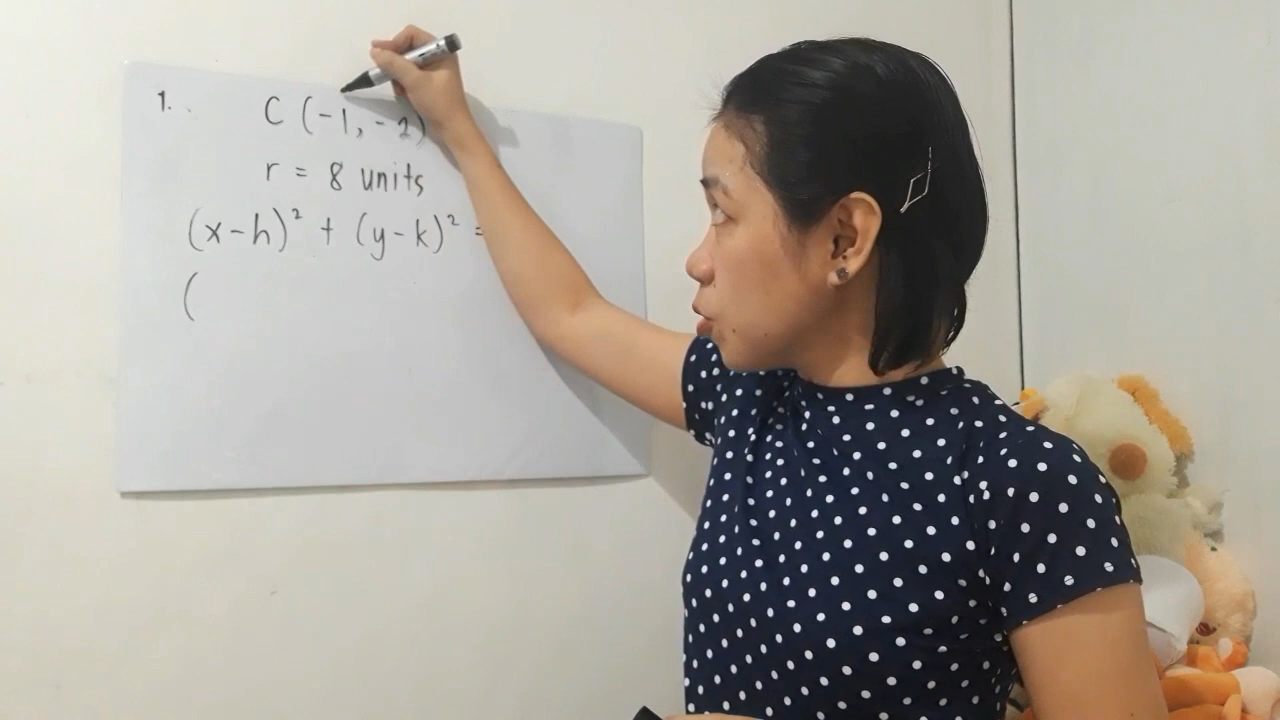 1. . C (-1, -2)
r = 8 units
(x-h)² + (y-k)² =
(